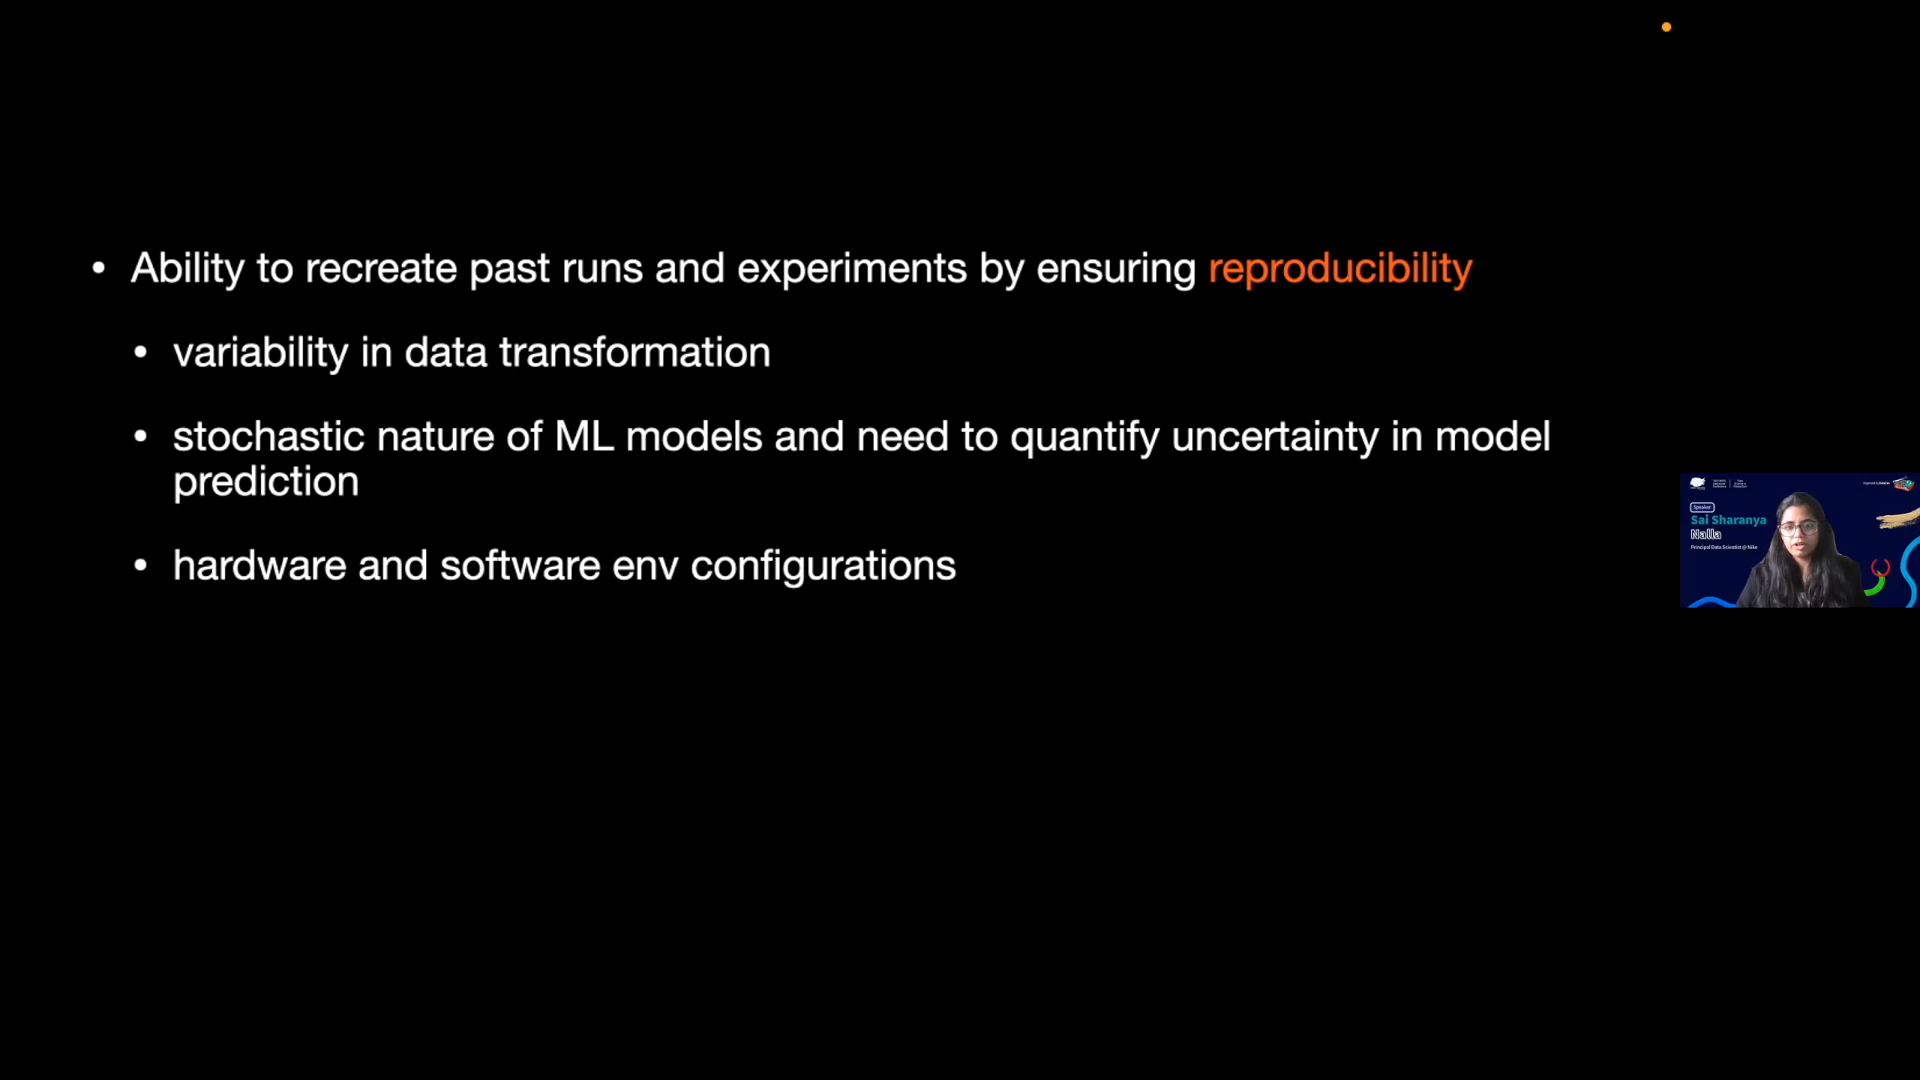 • Ability to recreate past runs and experiments by ensuring reproducibility
• variability in data transformation
• stochastic nature of ML models and need to quantify uncertainty in model
prediction
• hardware and software env configurations
Speaker
Sai Sharanya
Nalla
Principal Data Scientist @ Nike